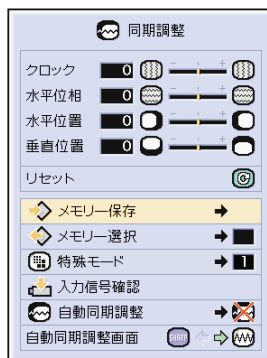 同期調整
クロック 0
水平位相 0
水平位置 0
垂直位置 0
リセット
メモリー保存
メモリー選択
特殊モード 1
入力信号確認
自動同期調整
自動同期調整画面 SHARP